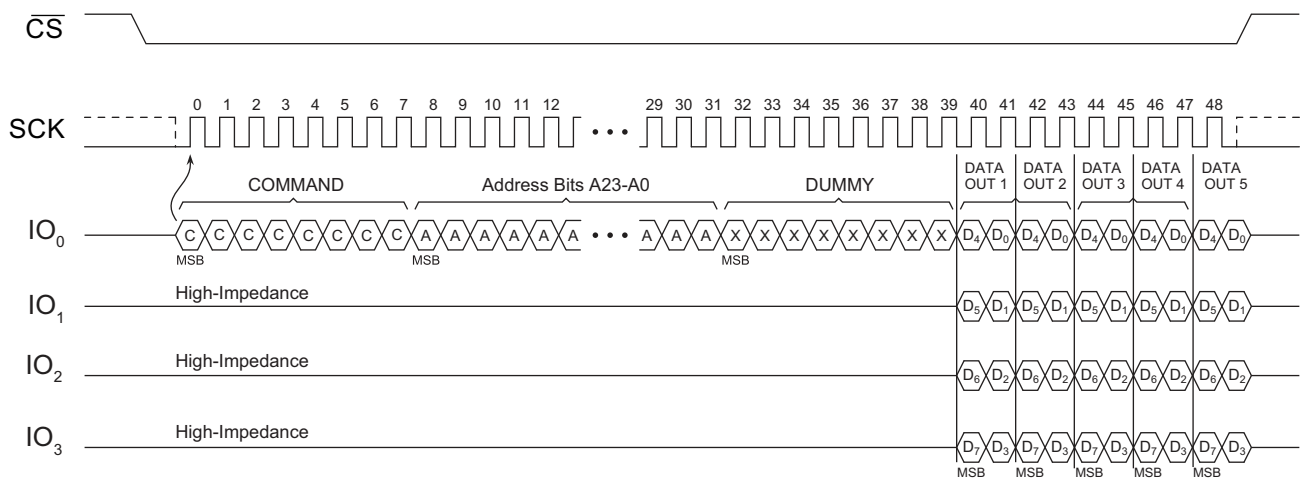 CS
0 1 2 3 4 5 6 7 8 9 10 11 12 29 30 31 32 33 34 35 36 37 38 39 40 41 42 43 44 45 46 47 48
SCK
COMMAND Address Bits A23-A0 DUMMY DATA OUT 1 DATA OUT 2 DATA OUT 3 DATA OUT 4 DATA OUT 5
IO0 C C C C C C C C A A A A A A A A A X X X X X X X X D4 D0 D4 D0 D4 D0 D4 D0 D4 D0
MSB MSB MSB
High-Impedance
IO1 D5 D1 D5 D1 D5 D1 D5 D1 D5 D1
High-Impedance
IO2 D6 D2 D6 D2 D6 D2 D6 D2 D6 D2
High-Impedance
IO3 D7 D3 D7 D3 D7 D3 D7 D3 D7 D3
MSB MSB MSB MSB MSB